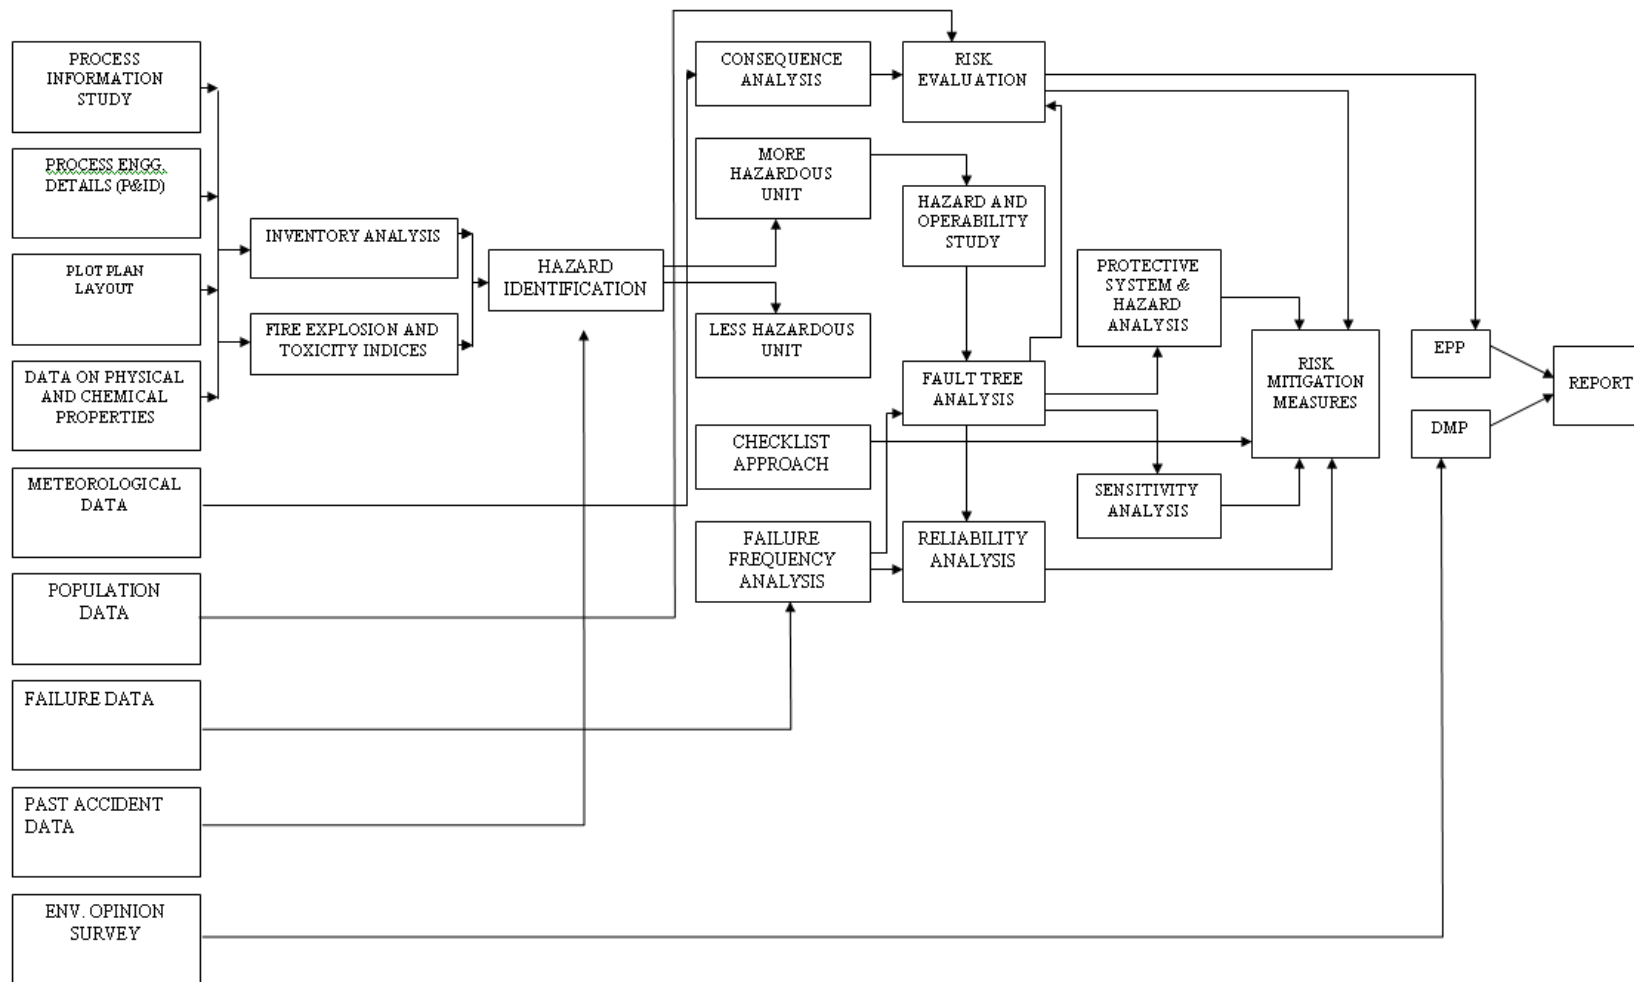 PROCESS
INFORMATION
STUDY
PROCESS ENGG.
DETAILS (P&ID)
PLOT PLAN
LAYOUT
DATA ON PHYSICAL
AND CHEMICAL
PROPERTIES
METEOROLOGICAL
DATA
POPULATION
DATA
FAILURE DATA
PAST ACCIDENT
DATA
ENV. OPINION
SURVEY
INVENTORY ANALYSIS
FIRE EXPLOSION AND
TOXICITY INDICES
HAZARD
IDENTIFICATION
CONSEQUENCE
ANALYSIS
MORE
HAZARDOUS
UNIT
LESS HAZARDOUS
UNIT
CHECKLIST
APPROACH
FAILURE
FREQUENCY
ANALYSIS
RISK
EVALUATION
HAZARD AND
OPERABILITY
STUDY
FAULT TREE
ANALYSIS
RELIABILITY
ANALYSIS
PROTECTIVE
SYSTEM &
HAZARD
ANALYSIS
SENSITIVITY
ANALYSIS
RISK
MITIGATION
MEASURES
EPP
DMP
REPORT